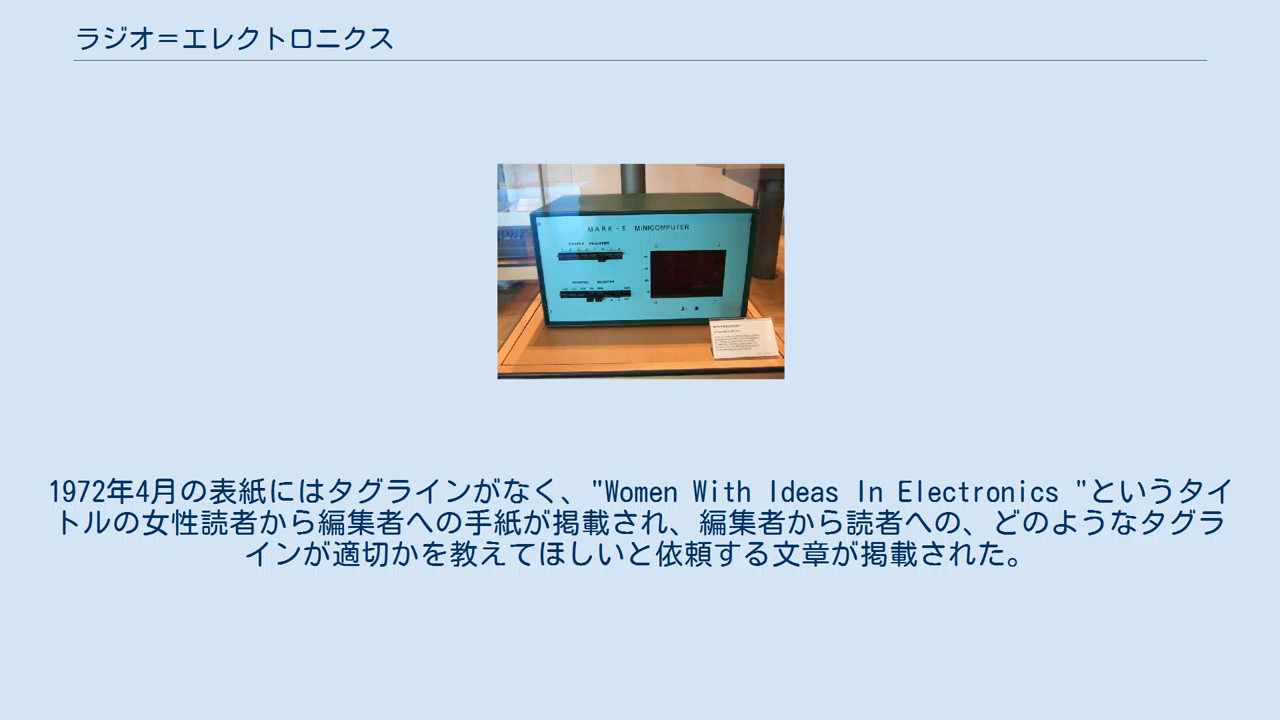 ラジオ＝エレクトロニクス
MARK-8 MINICOMPUTER
1972年4月の表紙にはタグラインがなく、"Women With Ideas In Electronics "というタイ
トルの女性読者から編集者への手紙が掲載され、編集者から読者への、どのようなタグラ
インが適切かを教えてほしいと依頼する文章が掲載された。